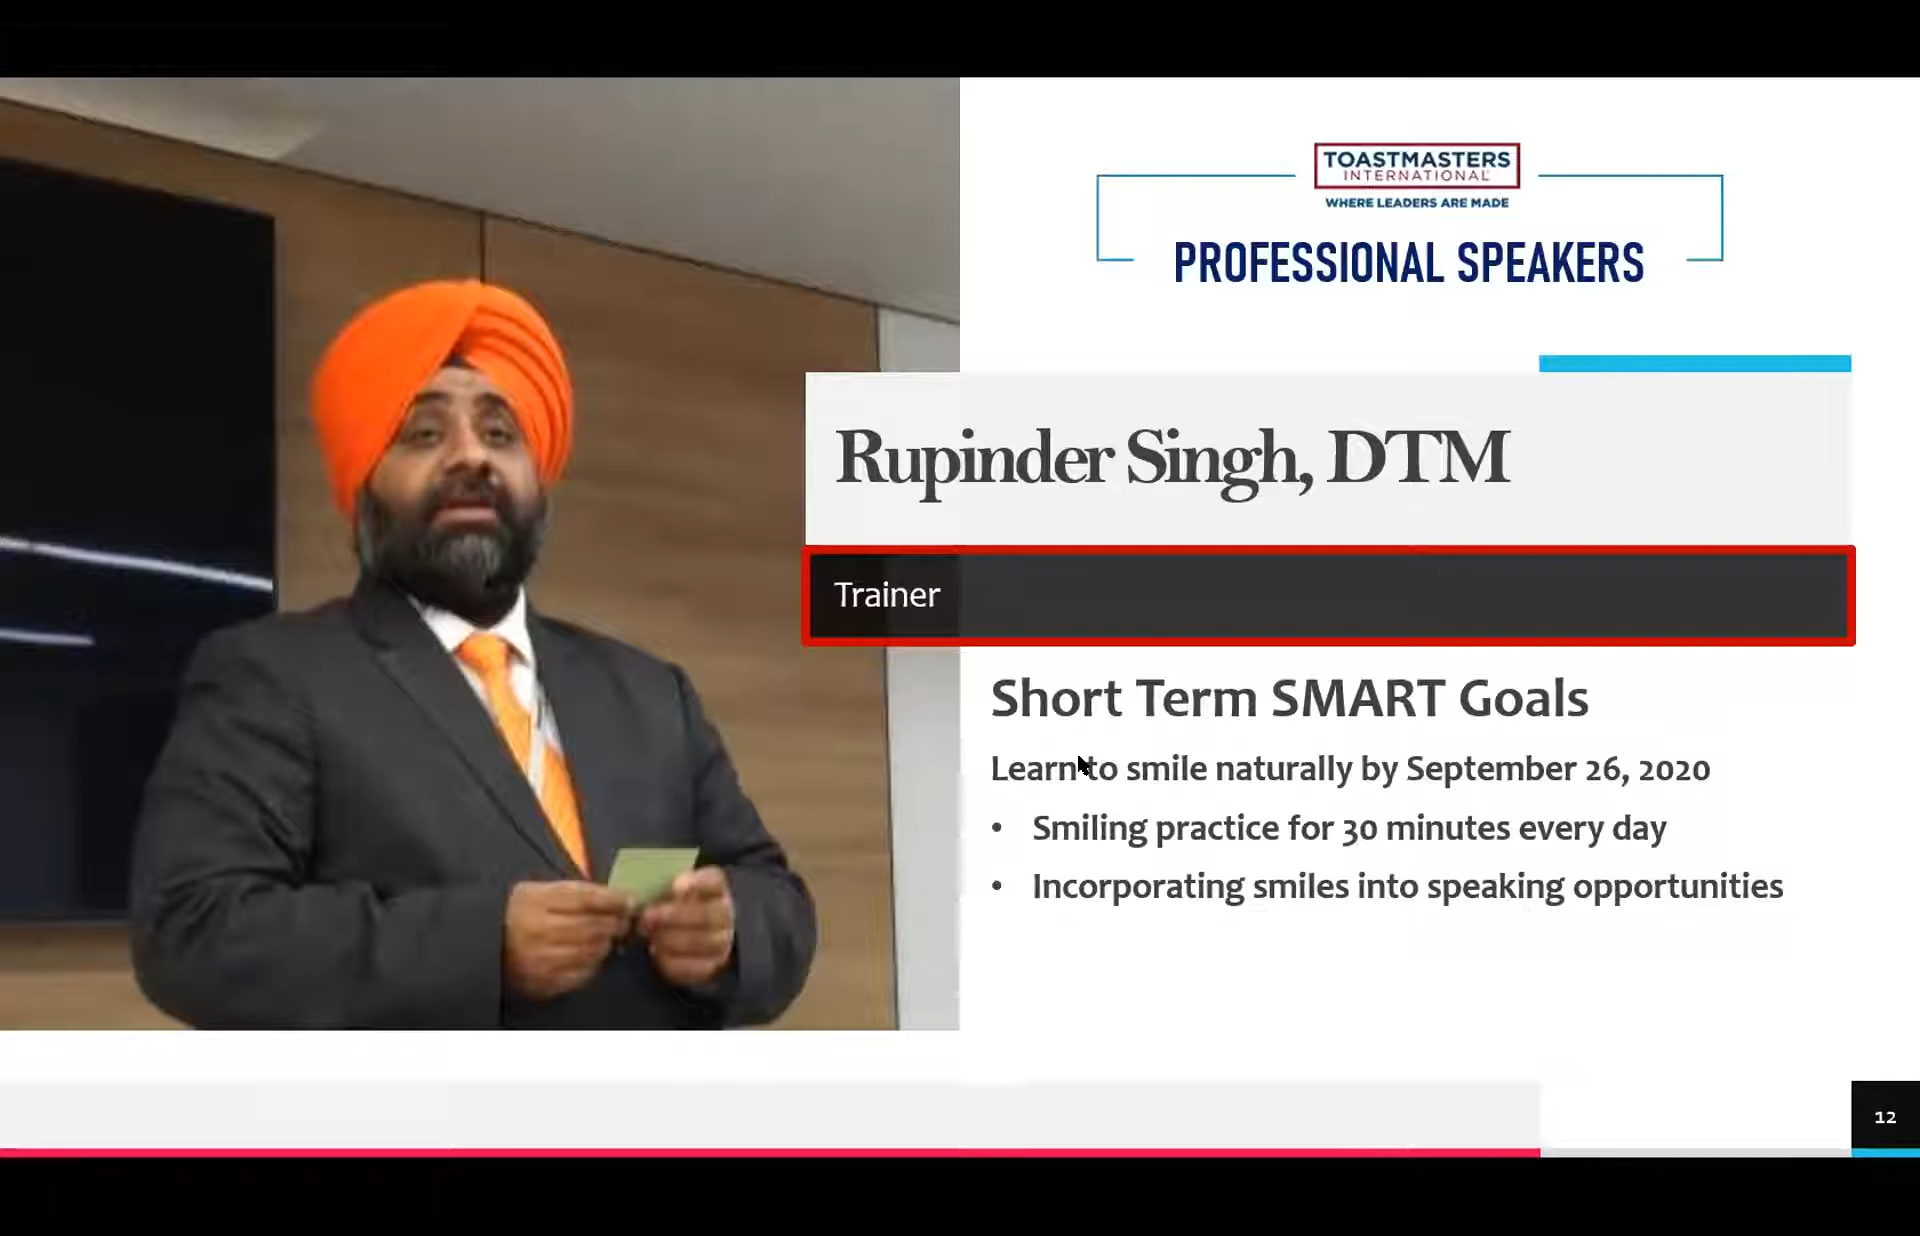 TOASTMASTERS
INTERNATIONAL
WHERE LEADERS ARE MADE
PROFESSIONAL SPEAKERS
Rupinder Singh, DTM
Trainer
Short Term SMART Goals
Learn to smile naturally by September 26, 2020
• Smiling practice for 30 minutes every day
• Incorporating smiles into speaking opportunities
12